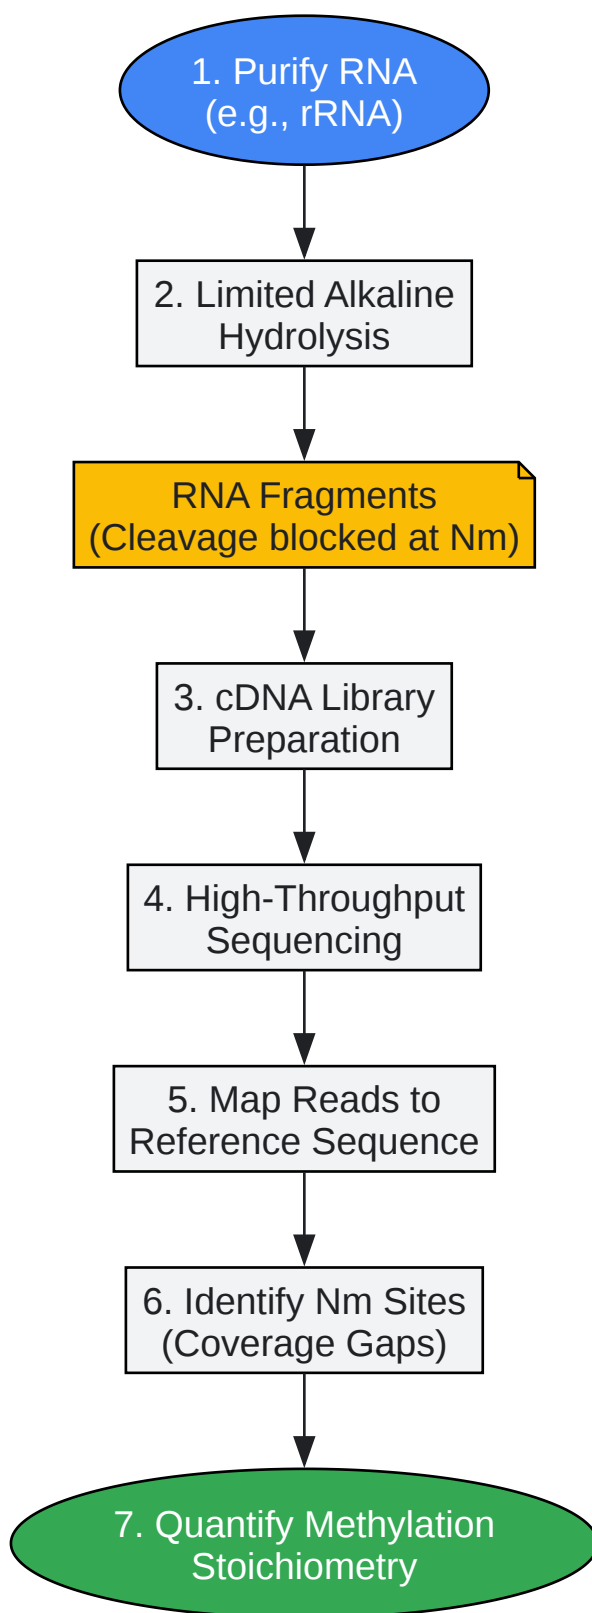 1. Purify RNA
(e.g., rRNA)
2. Limited Alkaline
Hydrolysis
RNA Fragments
(Cleavage blocked at Nm)
3. cDNA Library
Preparation
4. High-Throughput
Sequencing
5. Map Reads to
Reference Sequence
6. Identify Nm Sites
(Coverage Gaps)
7. Quantify Methylation
Stoichiometry